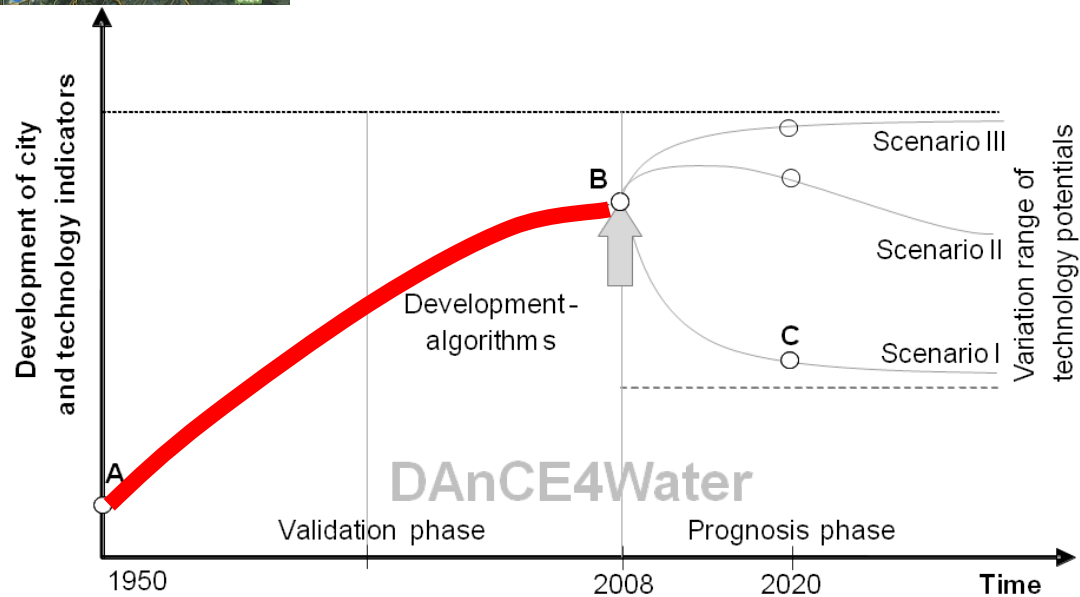 Development of city
and technology indicators
A
B
C
Development-
algorithms
Scenario III
Scenario II
Scenario I
Variation range of
technology potentials
DAnCE4Water
Validation phase
Prognosis phase
1950
2008
2020
Time